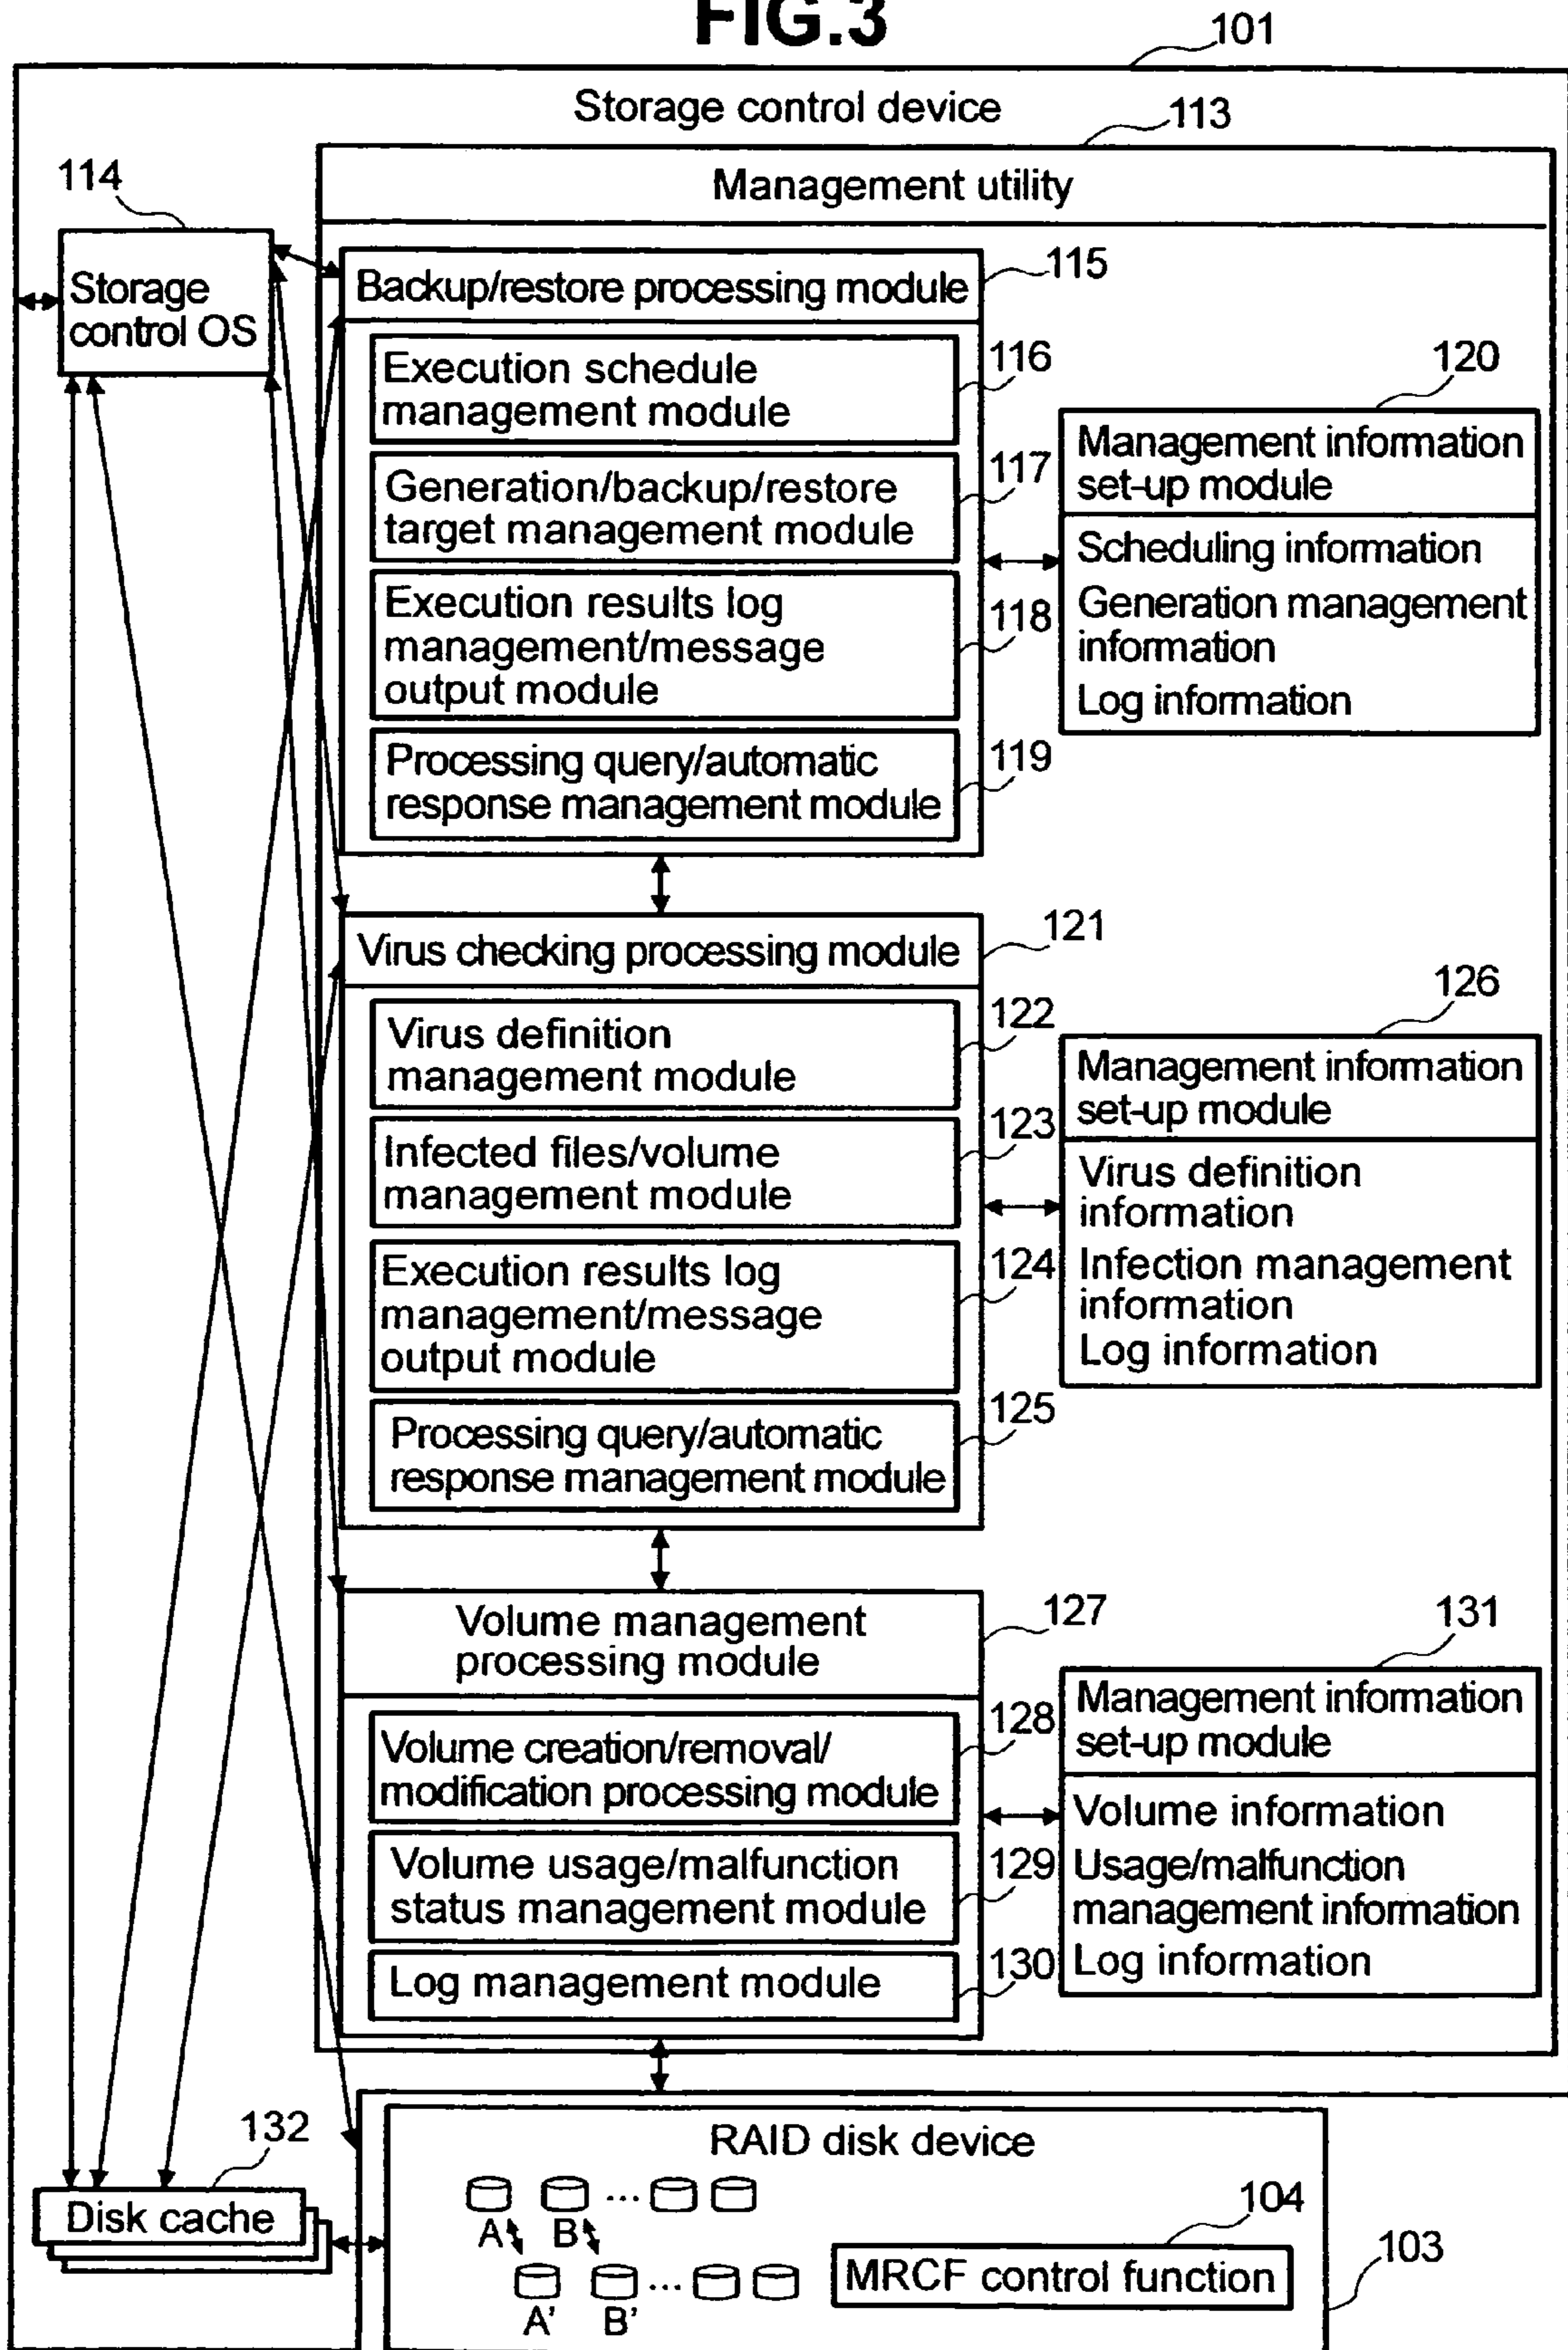 FIG.3
101
Storage control device
113
Management utility
114
Storage
control OS
115
Backup/restore processing module
Execution schedule
management module
116
Generation/backup/restore
target management module
117
Execution results log
management/message
output module
118
Processing query/automatic
response management module
119
120
Management information
set-up module
Scheduling information
Generation management
information
Log information
121
Virus checking processing module
Virus definition
management module
122
Infected files/volume
management module
123
Execution results log
management/message
output module
124
Processing query/automatic
response management module
125
126
Management information
set-up module
Virus definition
information
Infection management
information
Log information
127
Volume management
processing module
Volume creation/removal/
modification processing module
128
Volume usage/malfunction
status management module
129
Log management module
130
131
Management information
set-up module
Volume information
Usage/malfunction
management information
Log information
132
Disk cache
RAID disk device
...
A B
...
A' B'
104
MRCF control function
103